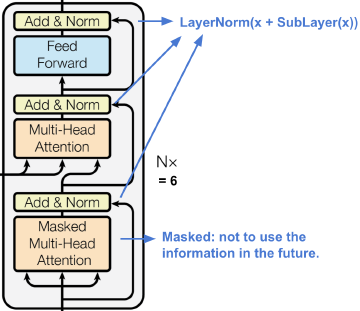 Add & Norm
LayerNorm(x + SubLayer(x))
Feed
Forward
Add & Norm
Multi-Head
Attention
N×
= 6
Add & Norm
Masked
Multi-Head
Attention
Masked: not to use the
information in the future.